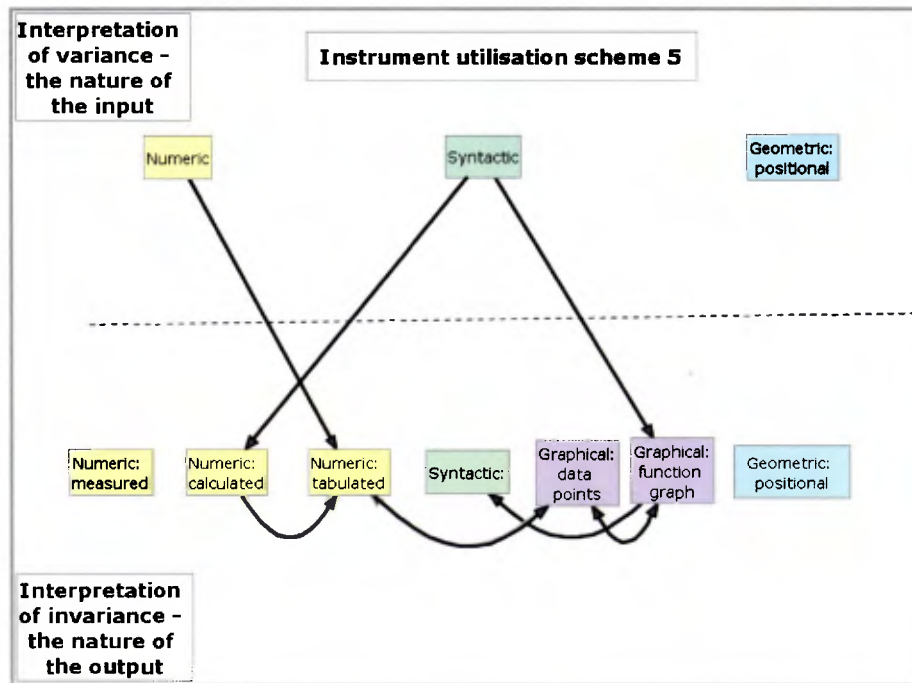 Interpretation
of variance -
the nature of
the input
Instrument utilisation scheme 5
Numeric
Syntactic
Geometric:
positional
Numeric:
measured
Numeric:
calculated
Numeric:
tabulated
Syntactic:
Graphical:
data
points
Graphical:
function
graph
Geometric:
positional
Interpretation
of invariance -
the nature of
the output